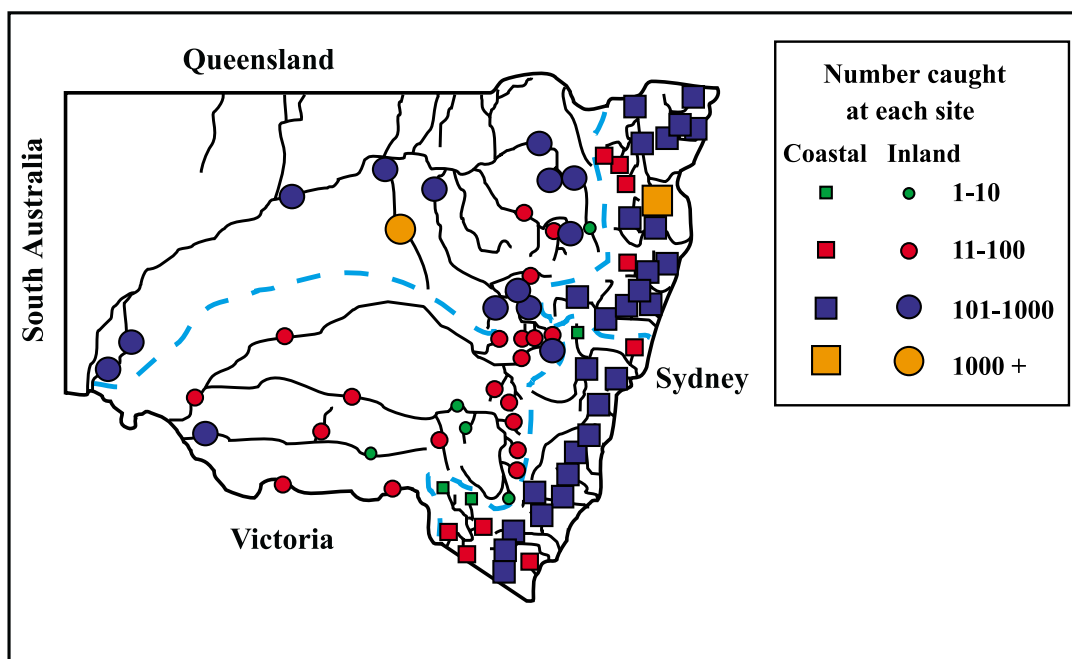 Queensland
South Australia
Sydney
Victoria
Number caught
at each site
Coastal Inland
1-10
11-100
101-1000
1000 +